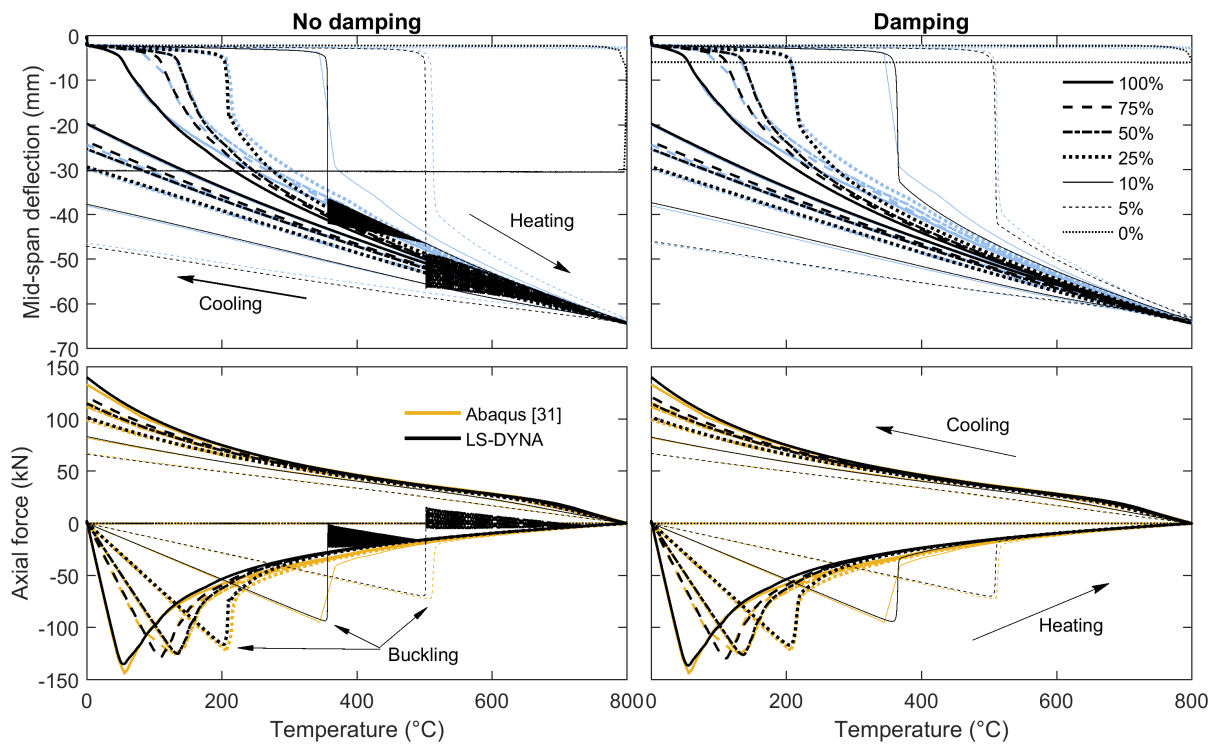 No damping
Damping
0
-10
-20
-30
-40
-50
-60
-70
Mid-span deflection (mm)
Heating
Cooling
100%
75%
50%
25%
10%
5%
0%
150
100
50
0
-50
-100
-150
Axial force (kN)
Abaqus [31]
LS-DYNA
Buckling
Cooling
Heating
0
200
400
600
800
0
200
400
600
800
Temperature (°C)
Temperature (°C)